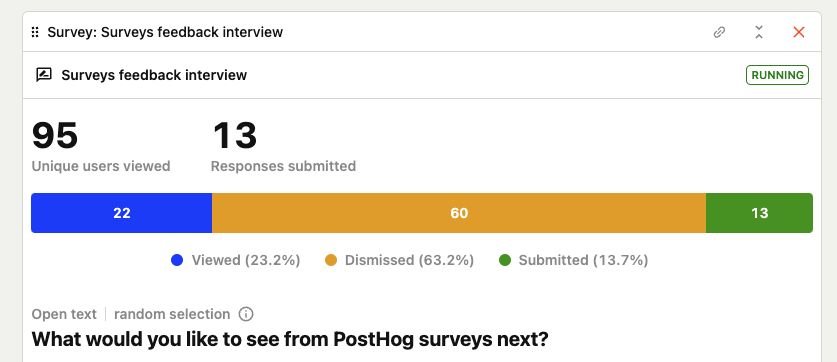 Survey: Surveys feedback interview
Surveys feedback interview
RUNNING
95
13
Unique users viewed
Responses submitted
22
60
13
Viewed (23.2%)
Dismissed (63.2%)
Submitted (13.7%)
Open text
random selection
What would you like to see from PostHog surveys next?